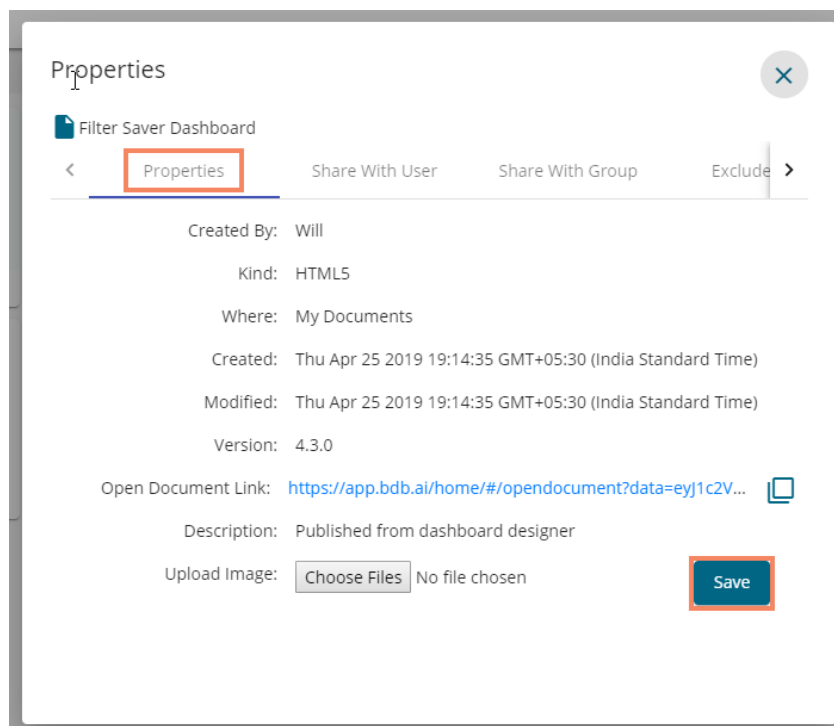 Properties
Filter Saver Dashboard
Properties Share With User Share With Group Exclude
Created By: Will
Kind: HTML5
Where: My Documents
Created: Thu Apr 25 2019 19:14:35 GMT+05:30 (India Standard Time)
Modified: Thu Apr 25 2019 19:14:35 GMT+05:30 (India Standard Time)
Version: 4.3.0
Open Document Link: https://app.bdb.ai/home/#/opendocument?data=eyJ1c2V...
Description: Published from dashboard designer
Upload Image: Choose Files No file chosen
Save